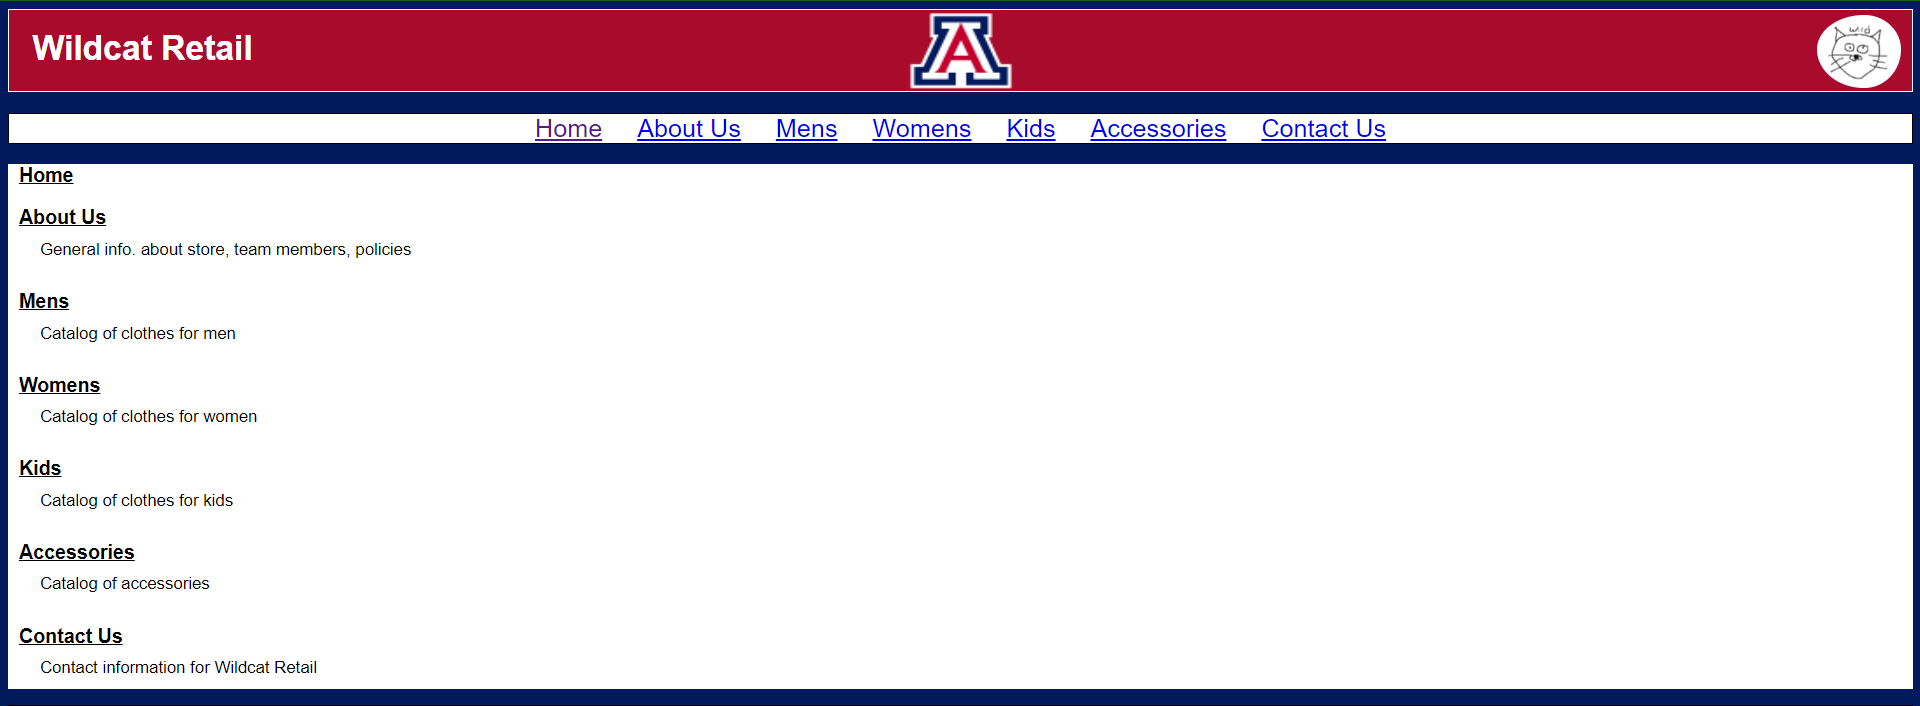 Wildcat Retail
A
wild
Home About Us Mens Womens Kids Accessories Contact Us
Home
About Us
General info. about store, team members, policies
Mens
Catalog of clothes for men
Womens
Catalog of clothes for women
Kids
Catalog of clothes for kids
Accessories
Catalog of accessories
Contact Us
Contact information for Wildcat Retail